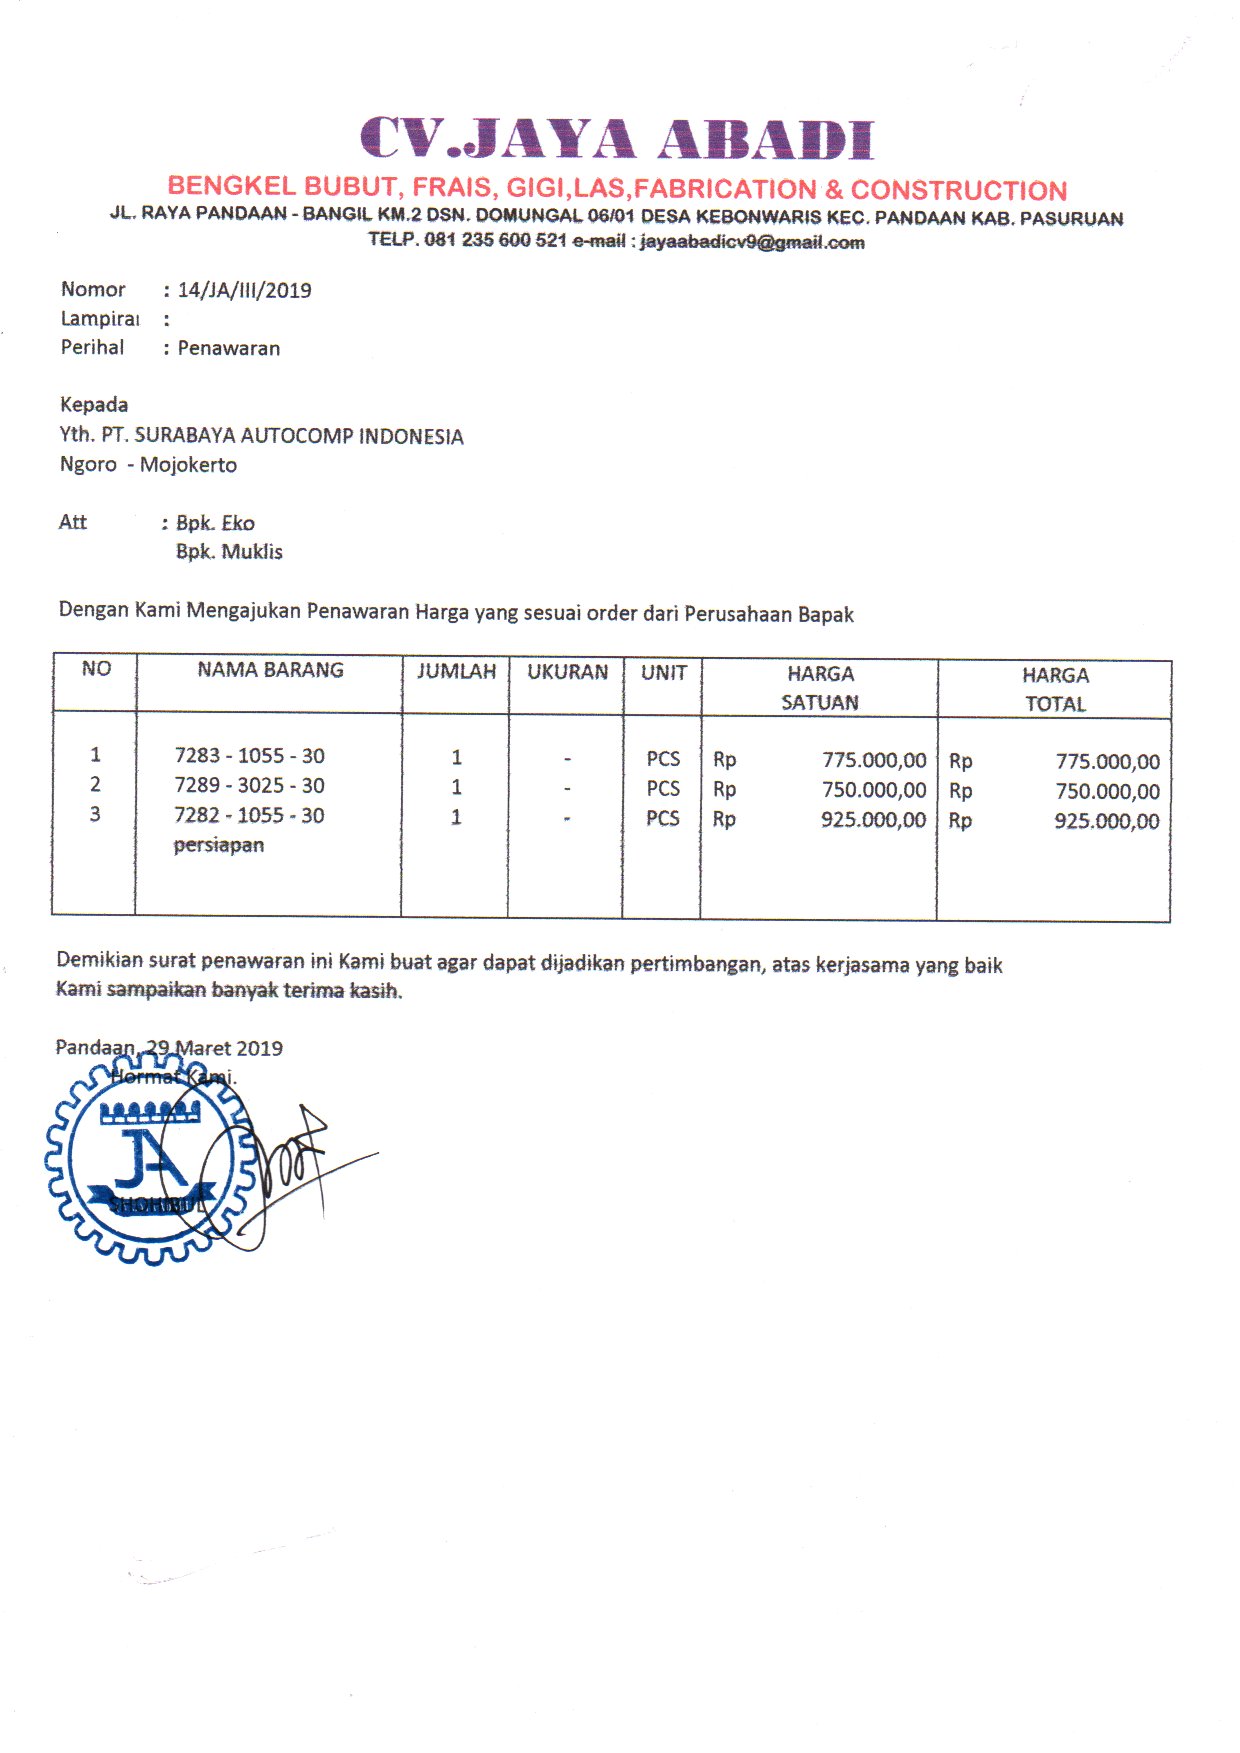 CV.JAYA ABADI
BENGKEL BUBUT, FRAIS, GIGI,LAS,FABRICATION & CONSTRUCTION
JL. RAYA PANDAAN - BANGIL KM.2 DSN. DOMUNGAL 06/01 DESA KEBONWARIS KEC. PANDAAN KAB. PASURUAN
TELP. 081 235 600 521 e-mail : jayaabadicv9@gmail.com
Nomor : 14/JA/III/2019
Lampirai :
Perihal : Penawaran
Kepada
Yth. PT. SURABAYA AUTOCOMP INDONESIA
Ngoro - Mojokerto
Att : Bpk. Eko
Bpk. Muklis
Dengan Kami Mengajukan Penawaran Harga yang sesuai order dari Perusahaan Bapak
NO NAMA BARANG JUMLAH UKURAN UNIT HARGA SATUAN HARGA TOTAL
1 7283 - 1055 - 30 1 - PCS Rp 775.000,00 Rp 775.000,00
2 7289 - 3025 - 30 1 - PCS Rp 750.000,00 Rp 750.000,00
3 7282 - 1055 - 30 1 - PCS Rp 925.000,00 Rp 925.000,00
persiapan
Demikian surat penawaran ini Kami buat agar dapat dijadikan pertimbangan, atas kerjasama yang baik
Kami sampaikan banyak terima kasih.
Pandaan, 29 Maret 2019
Hormat Kami.
JA
SHOHIBUL